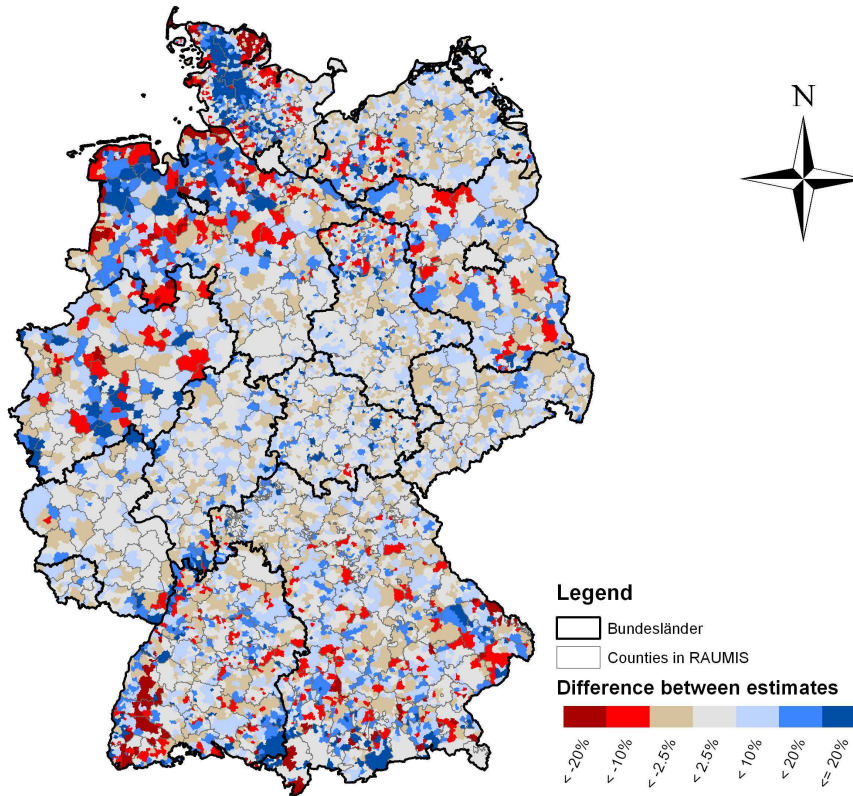 N
Legend
Bundesländer
Counties in RAUMIS
Difference between estimates
< -20%
< -10%
< -2.5%
< 2.5%
< 10%
< 20%
<= 20%